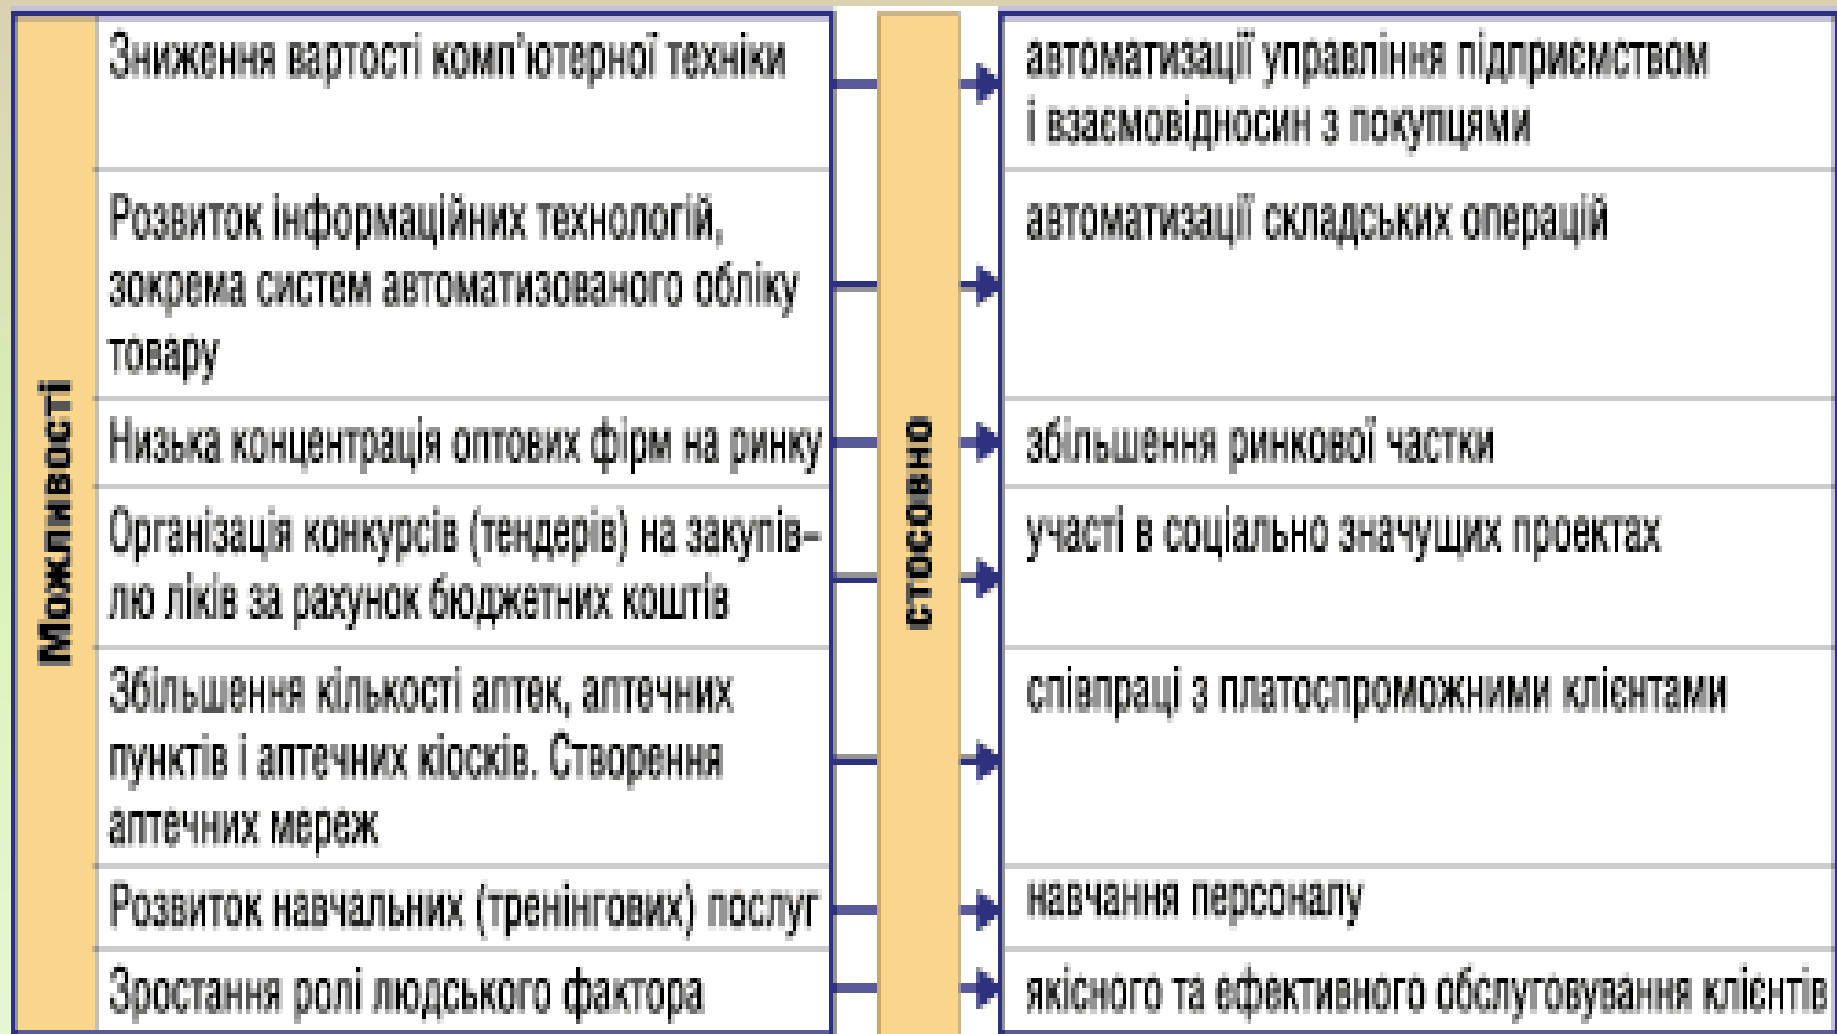 Можливості
Зниження вартості комп'ютерної техніки
автоматизації управління підприємством
і взаємовідносин з покупцями
Розвиток інформаційних технологій,
зокрема систем автоматизованого обліку
товару
автоматизації складських операцій
Низька концентрація оптових фірм на ринку
стосовно
збільшення ринкової частки
Організація конкурсів (тендерів) на закупів-
лю ліків за рахунок бюджетних коштів
участі в соціально значущих проектах
Збільшення кількості аптек, аптечних
пунктів і аптечних кіосків. Створення
аптечних мереж
співпраці з платоспроможними клієнтами
Розвиток навчальних (тренінгових) послуг
навчання персоналу
Зростання ролі людського фактора
якісного та ефективного обслуговування клієнтів